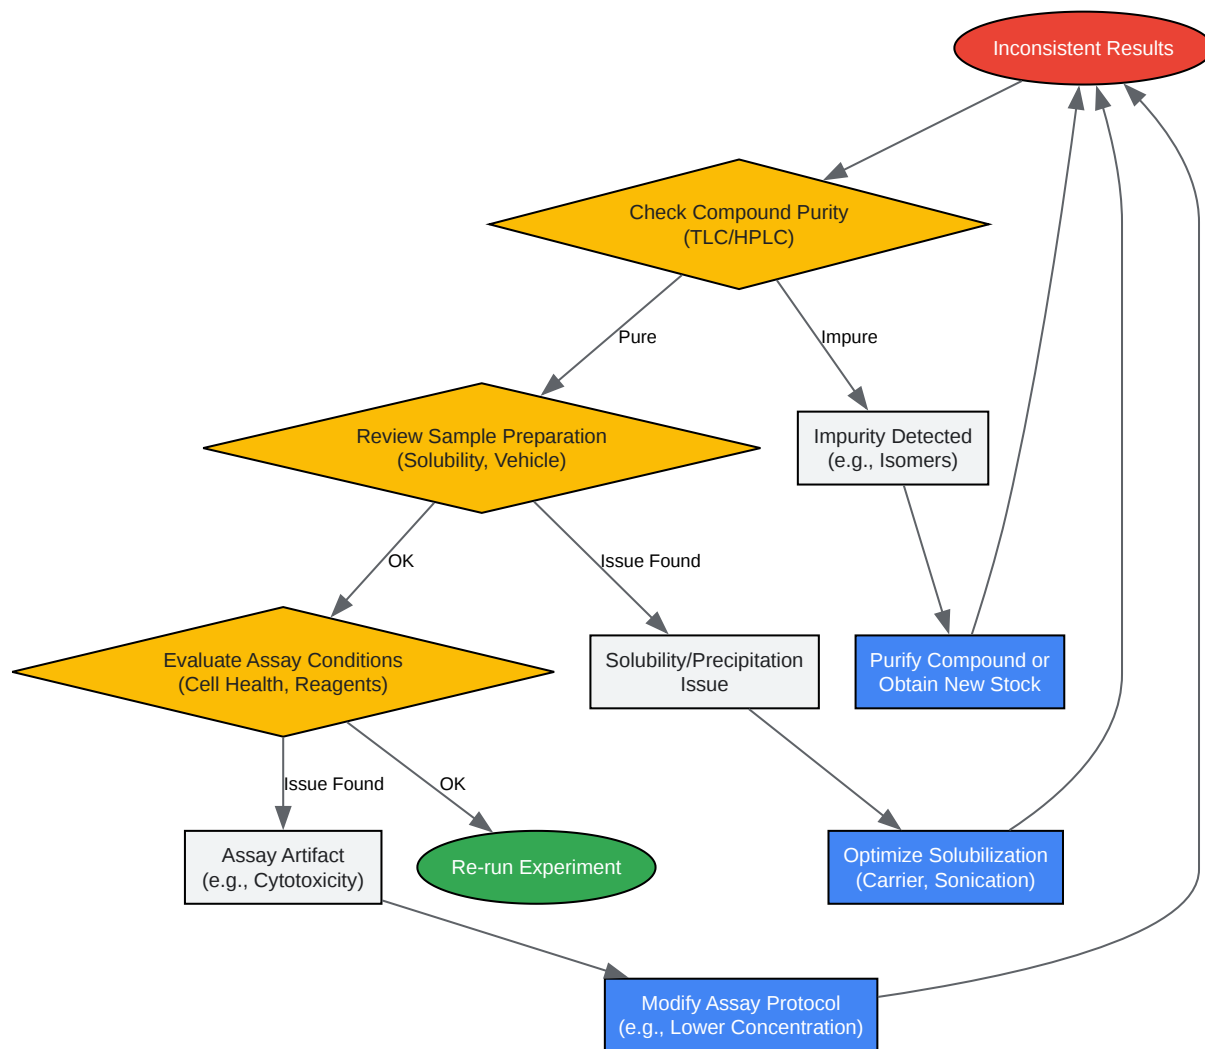 Inconsistent Results
Check Compound Purity
(TLC/HPLC)
Pure
Impure
Review Sample Preparation
(Solubility, Vehicle)
Impurity Detected
(e.g., Isomers)
OK
Issue Found
Evaluate Assay Conditions
(Cell Health, Reagents)
Solubility/Precipitation
Issue
Purify Compound or
Obtain New Stock
Issue Found
OK
Assay Artifact
(e.g., Cytotoxicity)
Re-run Experiment
Optimize Solubilization
(Carrier, Sonication)
Modify Assay Protocol
(e.g., Lower Concentration)